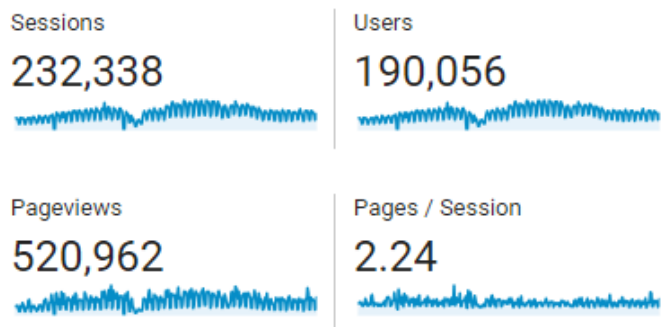 Sessions
232,338
Users
190,056
Pageviews
520,962
Pages / Session
2.24